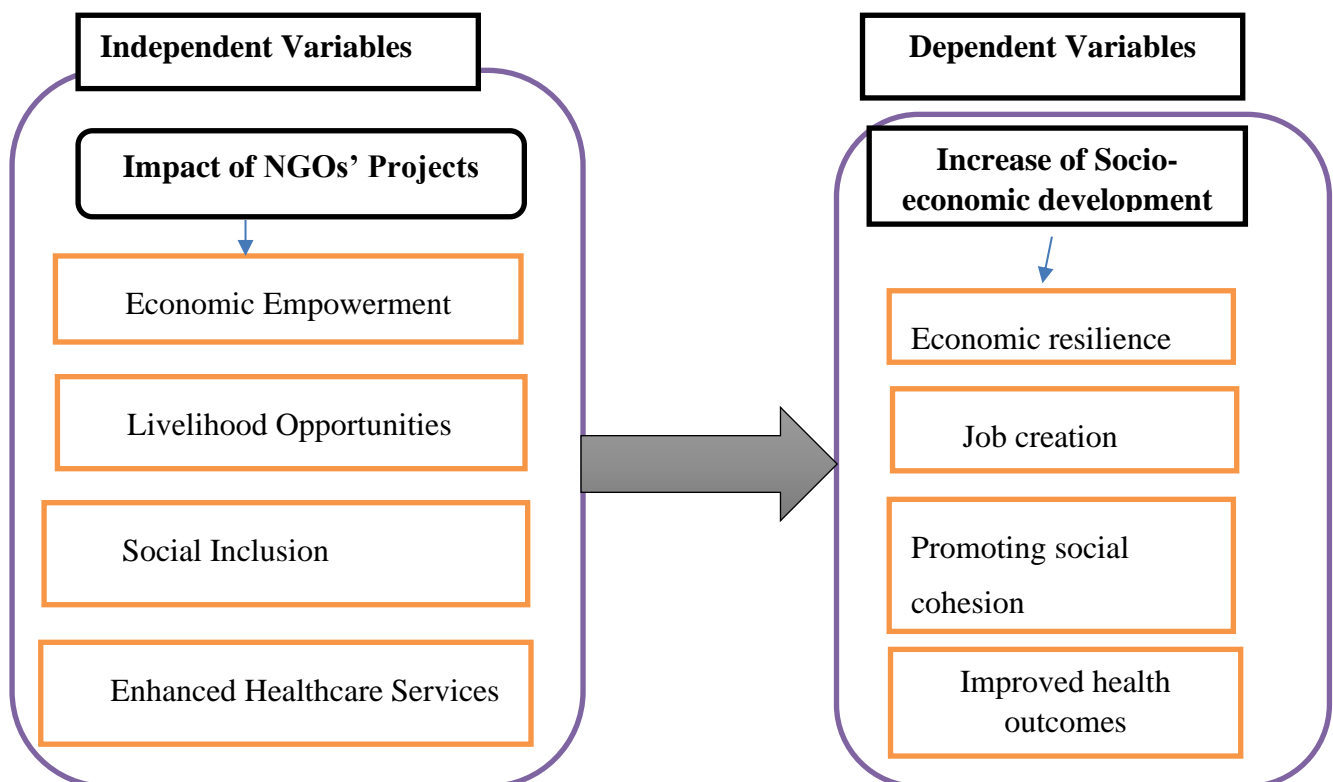 Independent Variables
Impact of NGOs’ Projects
Economic Empowerment
Livelihood Opportunities
Social Inclusion
Enhanced Healthcare Services
Dependent Variables
Increase of Socio-
economic development
Economic resilience
Job creation
Promoting social
cohesion
Improved health
outcomes